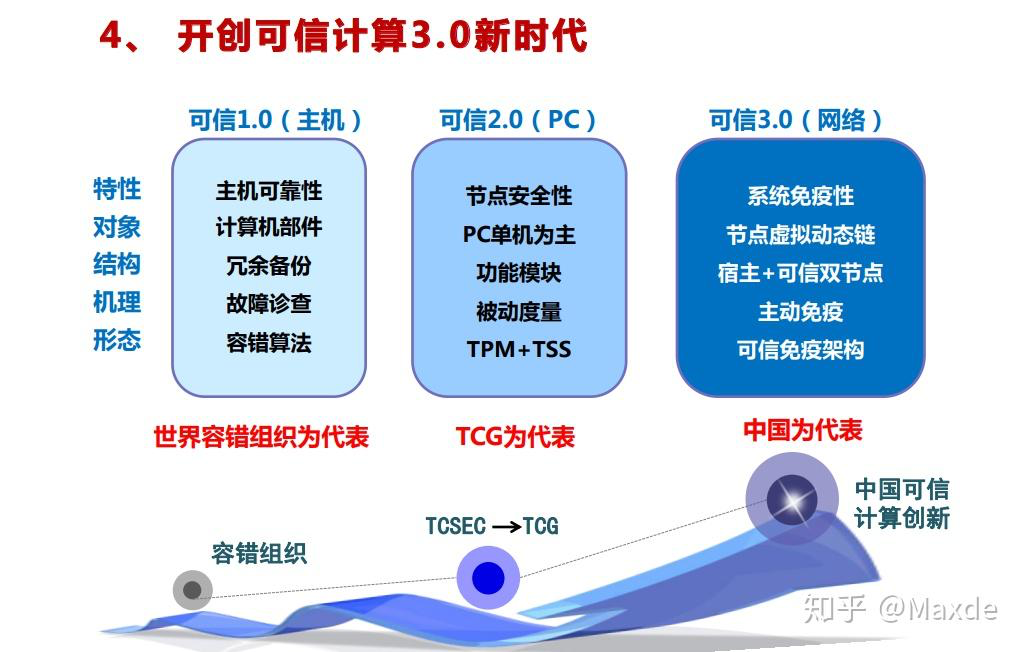 4、 开创可信计算3.0新时代
可信1.0（主机）
可信2.0（PC）
可信3.0（网络）
特性
对象
结构
机理
形态
主机可靠性
计算机部件
冗余备份
故障诊查
容错算法
节点安全性
PC单机为主
功能模块
被动度量
TPM+TSS
系统免疫性
节点虚拟动态链
宿主+可信双节点
主动免疫
可信免疫架构
世界容错组织为代表
TCG为代表
中国为代表
容错组织
TCSEC→TCG
中国可信
计算创新
知乎 @Maxde